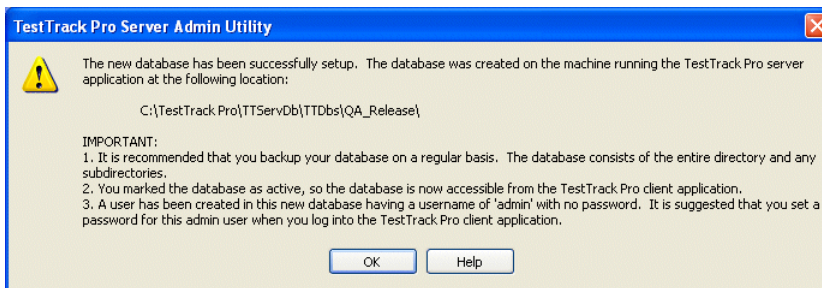 TestTrack Pro Server Admin Utility
The new database has been successfully setup. The database was created on the machine running the TestTrack Pro server
application at the following location:
C:\TestTrack Pro\TTServDb\TTDbs\QA_Release\
IMPORTANT:
1. It is recommended that you backup your database on a regular basis. The database consists of the entire directory and any
subdirectories.
2. You marked the database as active, so the database is now accessible from the TestTrack Pro client application.
3. A user has been created in this new database having a username of 'admin' with no password. It is suggested that you set a
password for this admin user when you log into the TestTrack Pro client application.
OK Help